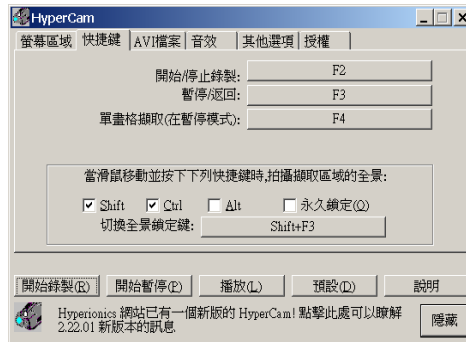 HyperCam
螢幕區域 快捷鍵 AVI檔案 音效 其他選項 授權
開始/停止錄製: F2
暫停/返回: F3
單畫格擷取(在暫停模式): F4
當滑鼠移動並按下下列快捷鍵時,拍攝擷取區域的全景:
Shift Ctrl Alt 永久鎖定(O)
切換全景鎖定鍵: Shift+F3
開始錄製(R) 開始暫停(P) 播放(L) 預設(D) 說明
Hyperionics 網站已有一個新版的 HyperCam! 點擊此處可以瞭解
2.22.01 新版本的訊息.
隱藏